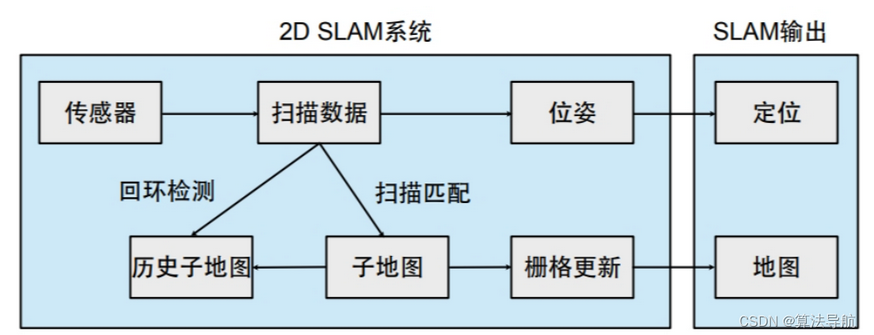 2D SLAM系统
SLAM输出
传感器
扫描数据
位姿
定位
回环检测
扫描匹配
历史子地图
子地图
栅格更新
地图
CSDN @算法导航